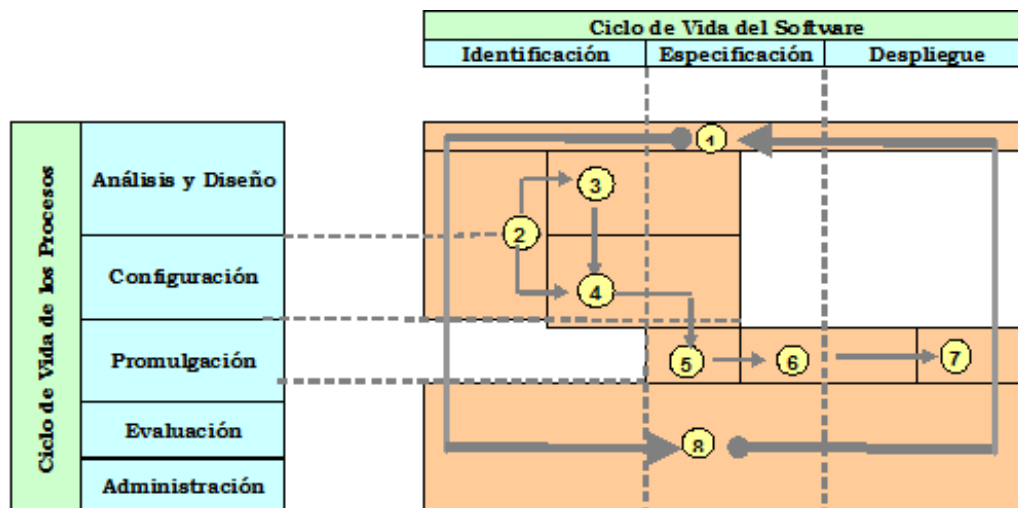 Ciclo de Vida del Software
Identificación Especificación Despliegue
Ciclo de Vida de los Procesos
Análisis y Diseño
Configuración
Promulgación
Evaluación
Administración
1
2
3
4
5
6
7
8